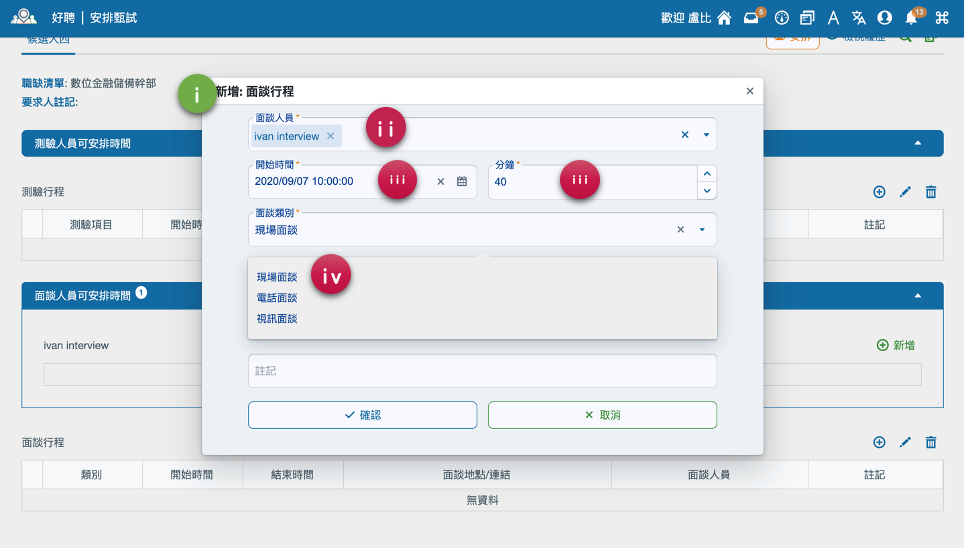 好聘 | 安排甄試
歡迎 盧比
5
13
候選人四
安排
檢視履歷
職缺清單: 數位金融儲備幹部
要求人註記:
i
新增: 面談行程
面談人員*
ivan interview
ii
測驗人員可安排時間
開始時間*
2020/09/07 10:00:00
iii
分鐘*
40
iii
測驗行程
面談類別*
現場面談
測驗項目
開始時
註記
現場面談
iv
電話面談
視訊面談
面談人員可安排時間 1
ivan interview
新增
註記
確認
取消
面談行程
類別
開始時間
結束時間
面談地點/連結
面談人員
註記
無資料